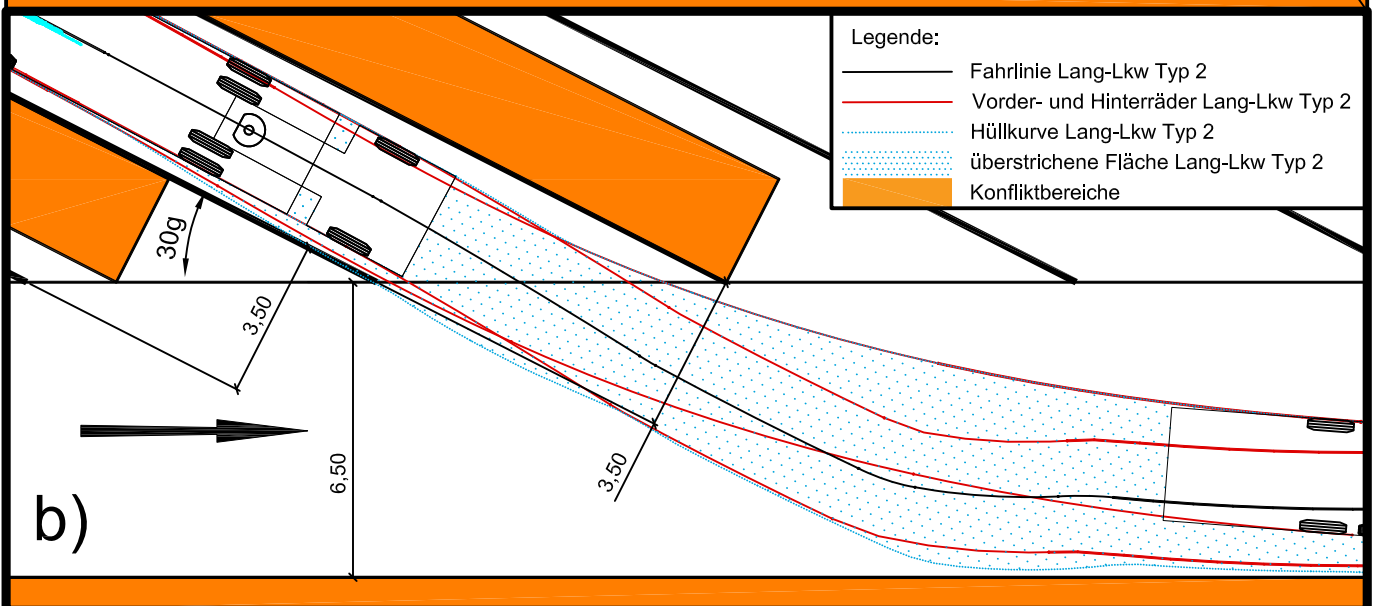 Legende:
Fahrlinie Lang-Lkw Typ 2
Vorder- und Hinterräder Lang-Lkw Typ 2
Hüllkurve Lang-Lkw Typ 2
überstrichene Fläche Lang-Lkw Typ 2
Konfliktbereiche
30g
3,50
6,50
3,50
b)